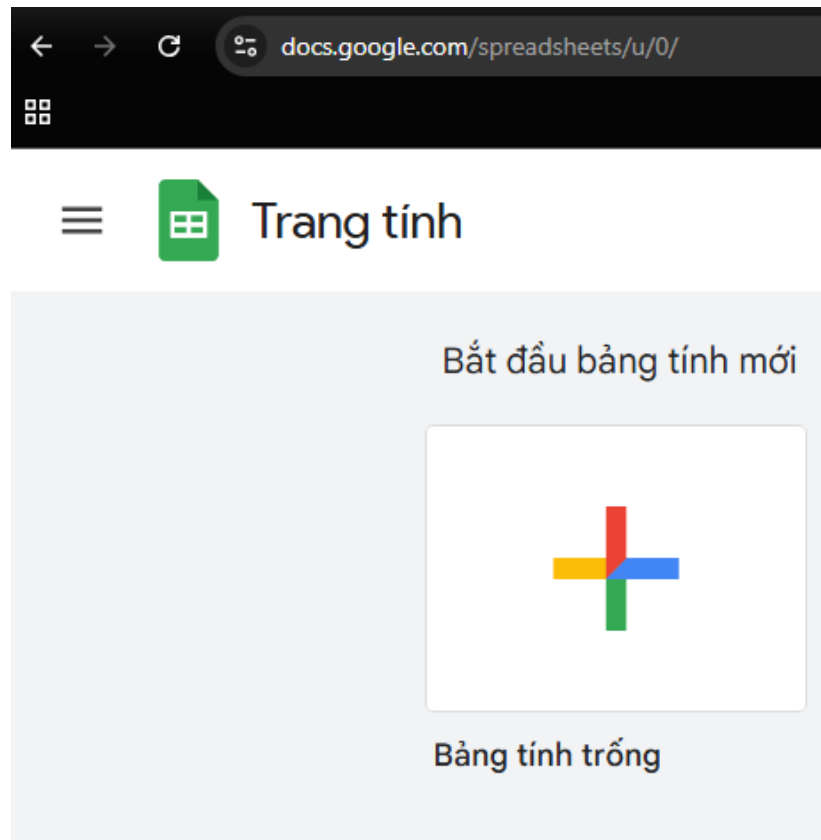 docs.google.com/spreadsheets/u/0/
Trang tính
Bắt đầu bảng tính mới
Bảng tính trống